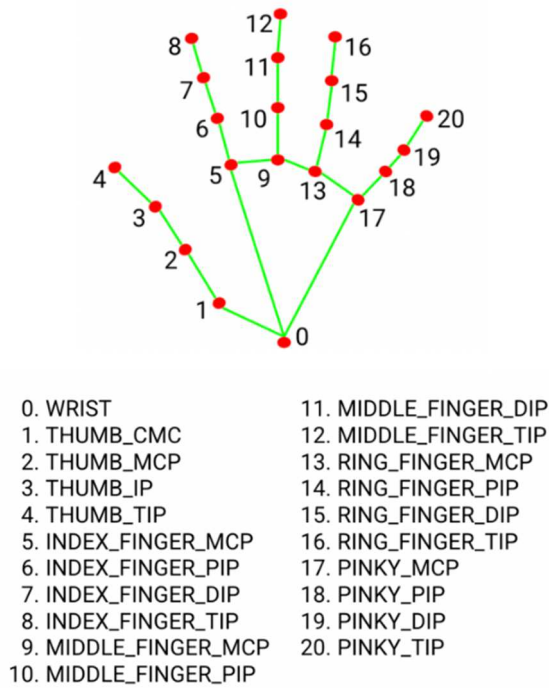 12
8
16
11
7
15
10
6
20
14
19
4
5
9
18
13
3
17
2
1
0
0. WRIST
1. THUMB_CMC
2. THUMB_MCP
3. THUMB_IP
4. THUMB_TIP
5. INDEX_FINGER_MCP
6. INDEX_FINGER_PIP
7. INDEX_FINGER_DIP
8. INDEX_FINGER_TIP
9. MIDDLE_FINGER_MCP
10. MIDDLE_FINGER_PIP
11. MIDDLE_FINGER_DIP
12. MIDDLE_FINGER_TIP
13. RING_FINGER_MCP
14. RING_FINGER_PIP
15. RING_FINGER_DIP
16. RING_FINGER_TIP
17. PINKY_MCP
18. PINKY_PIP
19. PINKY_DIP
20. PINKY_TIP